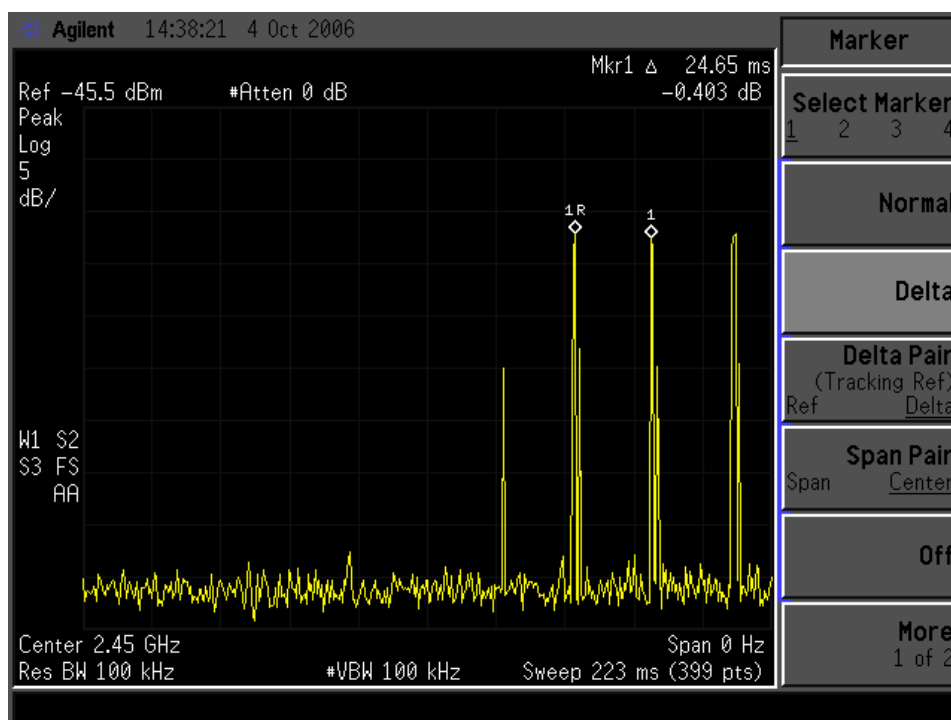 Agilent 14:38:21 4 Oct 2006
Mkr1 Δ 24.65 ms
Ref -45.5 dBm #Atten 0 dB -0.403 dB
Peak
Log
5
dB/
1R
1
W1 S2
S3 FS
AA
Center 2.45 GHz Span 0 Hz
Res BW 100 kHz #VBW 100 kHz Sweep 223 ms (399 pts)
Marker
Select Marker
1 2 3 4
Normal
Delta
Delta Pair
(Tracking Ref)
Ref Delta
Span Pair
Span Center
Off
More
1 of 2